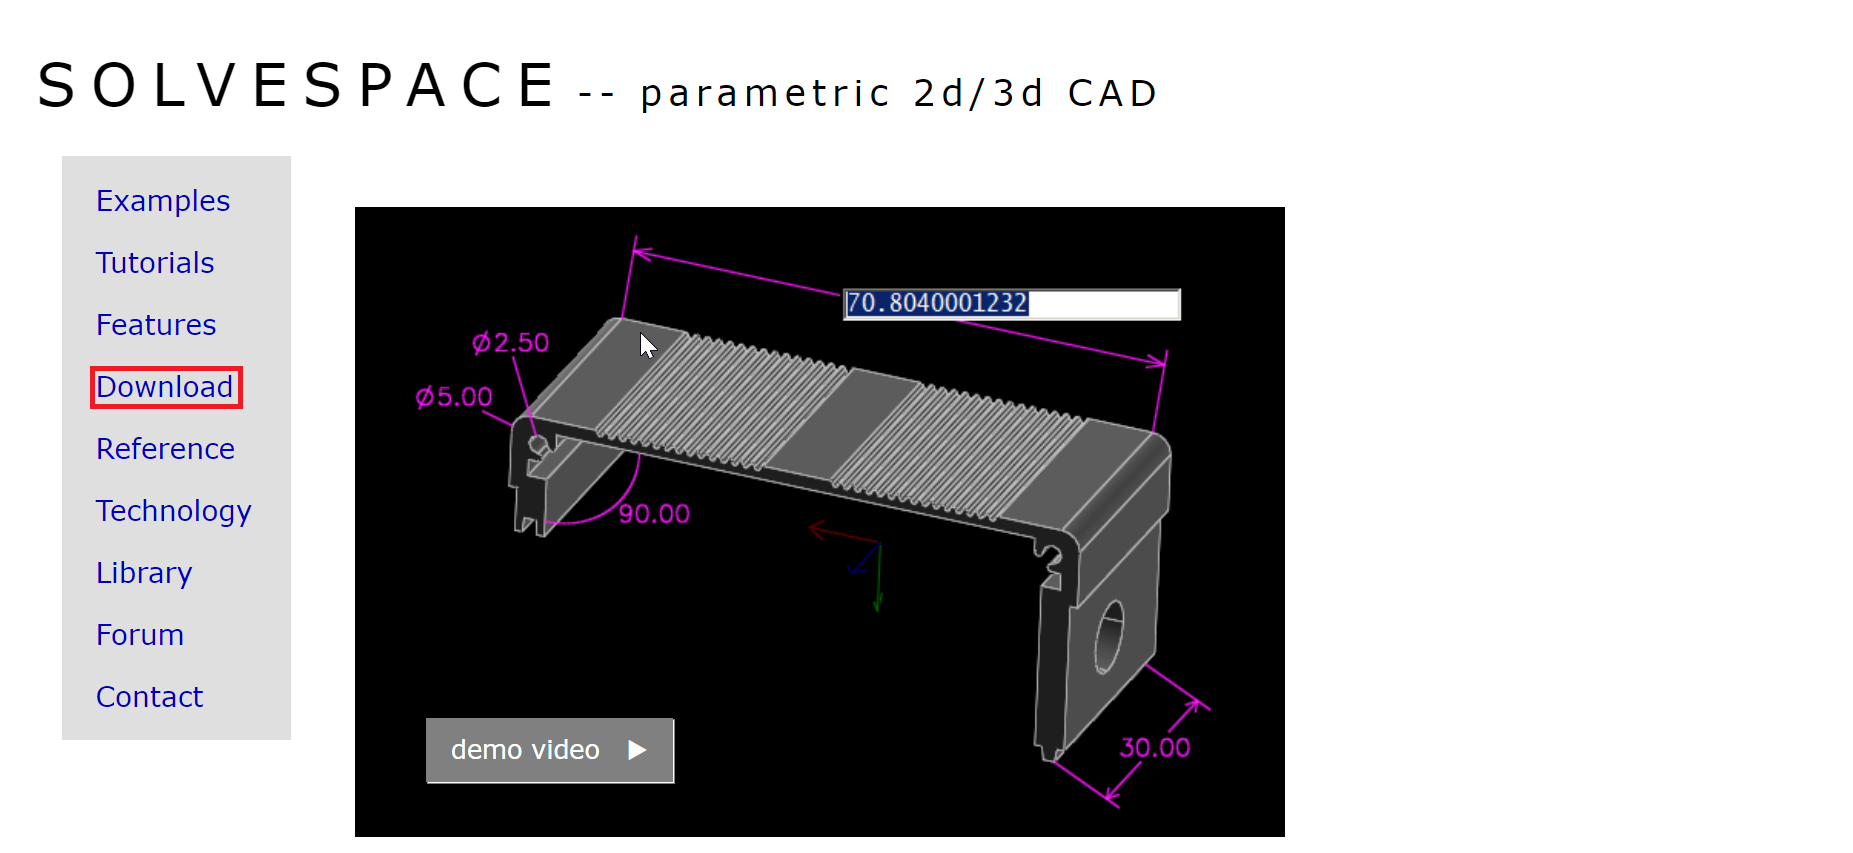 SOLVESPACE -- parametric 2d/3d CAD
Examples
Tutorials
Features
Download
Reference
Technology
Library
Forum
Contact
70.8040001232
Ø2.50
Ø5.00
90.00
30.00
demo video